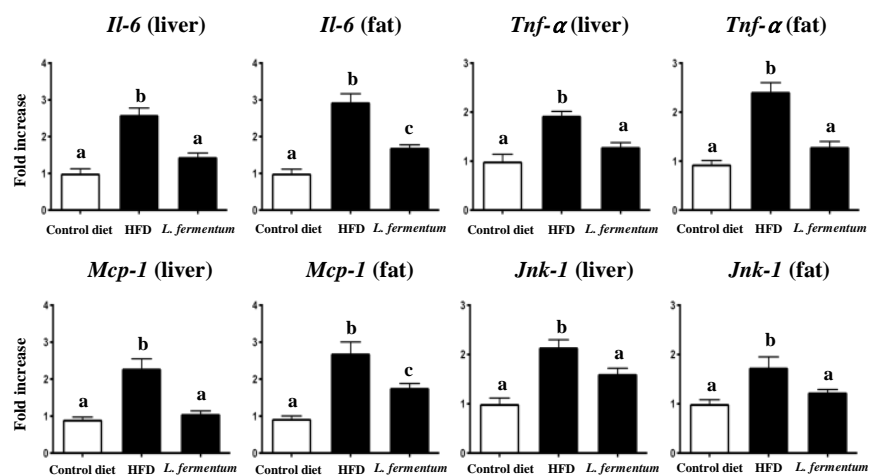 Il-6 (liver)
Il-6 (fat)
Tnf-α (liver)
Tnf-α (fat)
Fold increase
4
3
2
1
0
a
b
a
Control diet HFD L. fermentum
4
3
2
1
0
a
b
c
Control diet HFD L. fermentum
3
2
1
0
a
b
a
Control diet HFD L. fermentum
3
2
1
0
a
b
a
Control diet HFD L. fermentum
Mcp-1 (liver)
Mcp-1 (fat)
Jnk-1 (liver)
Jnk-1 (fat)
Fold increase
4
3
2
1
0
a
b
a
Control diet HFD L. fermentum
4
3
2
1
0
a
b
c
Control diet HFD L. fermentum
3
2
1
0
a
b
a
Control diet HFD L. fermentum
3
2
1
0
a
b
a
Control diet HFD L. fermentum